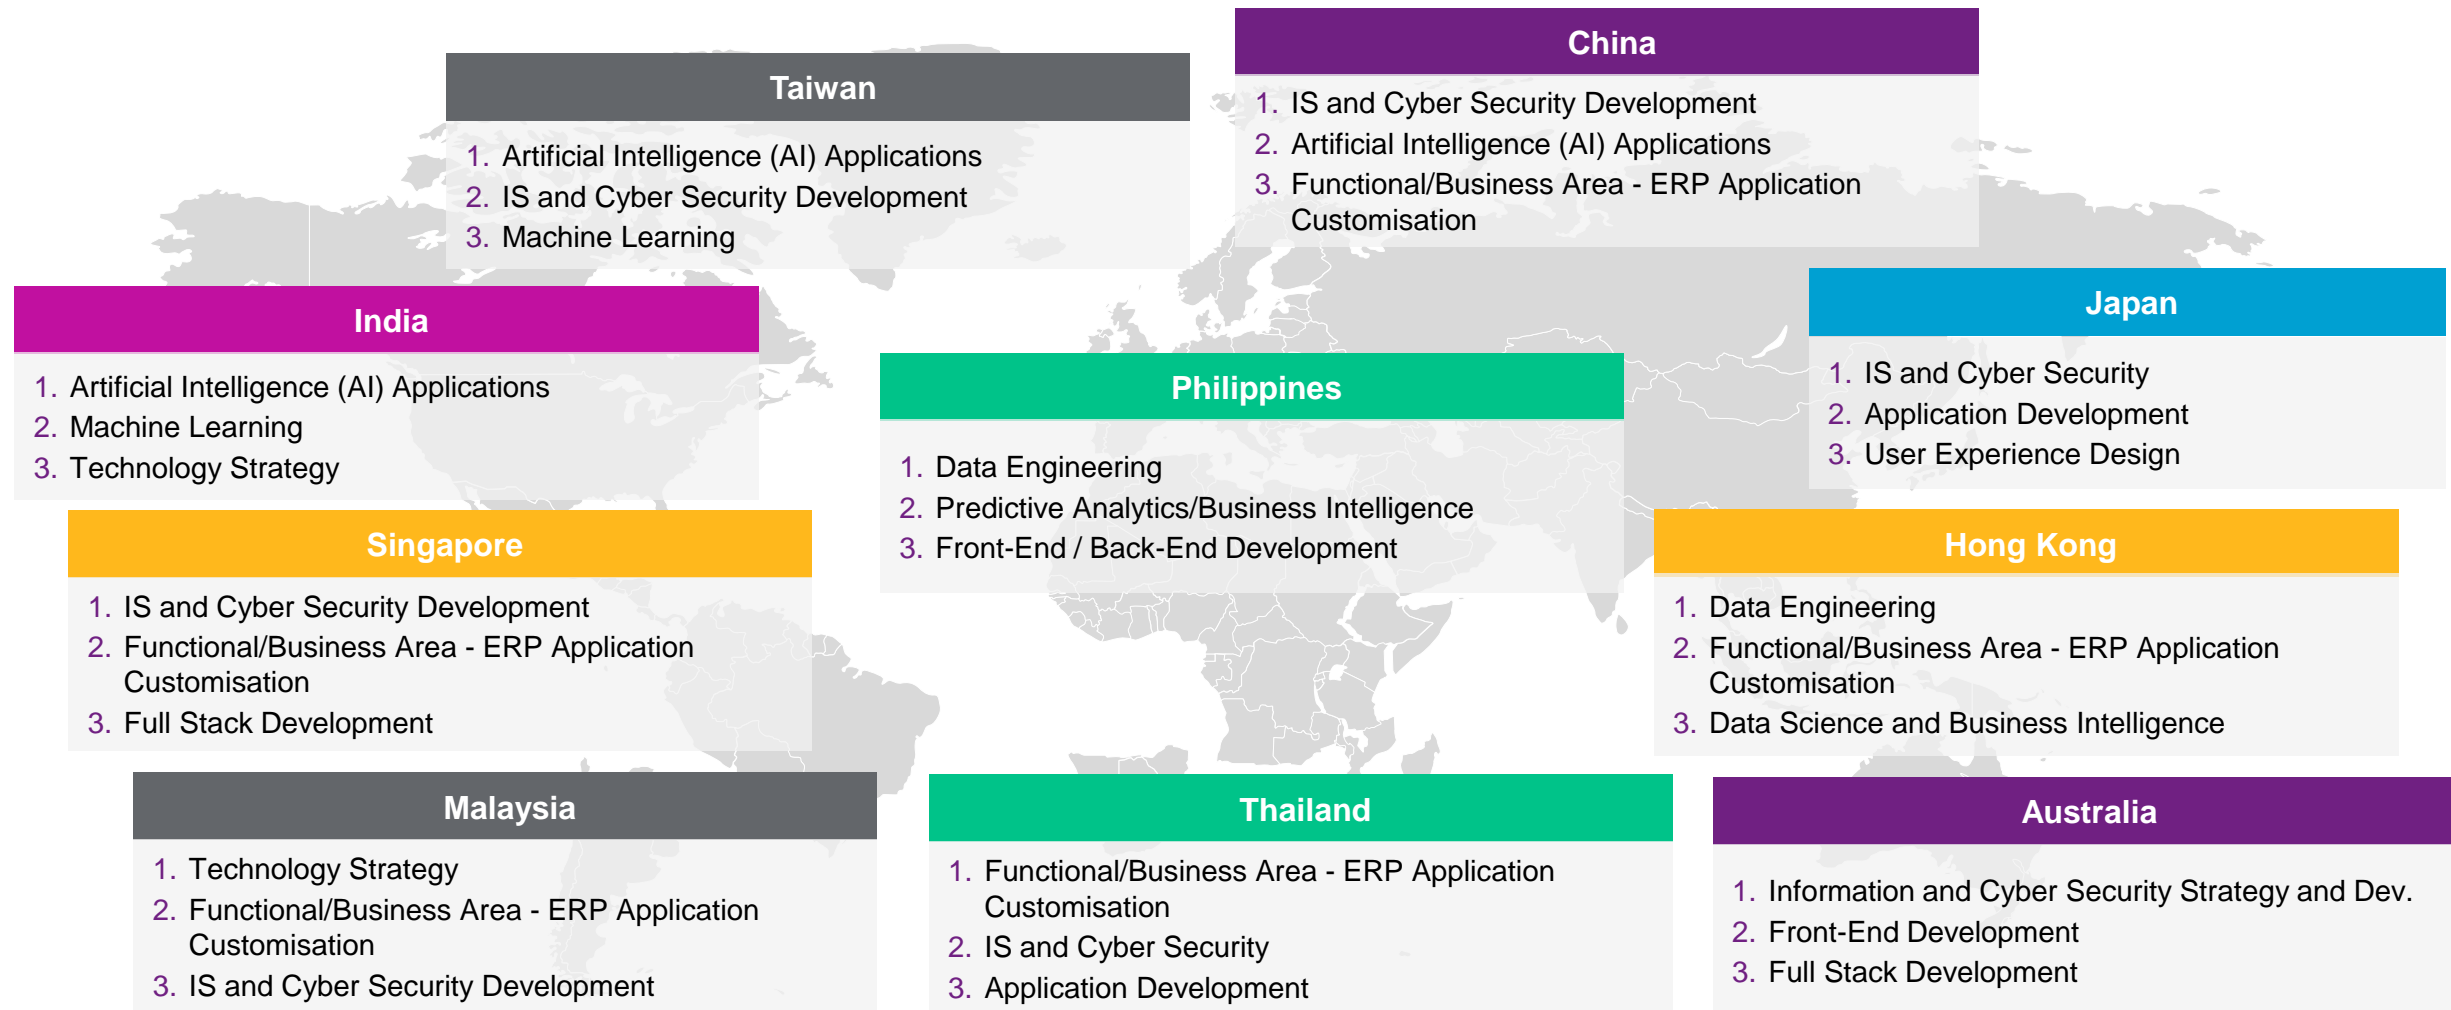 China
1. IS and Cyber Security Development
2. Artificial Intelligence (AI) Applications
3. Functional/Business Area - ERP Application
Customisation
Taiwan
1. Artificial Intelligence (AI) Applications
2. IS and Cyber Security Development
3. Machine Learning
India
1. Artificial Intelligence (AI) Applications
2. Machine Learning
3. Technology Strategy
Philippines
1. Data Engineering
2. Predictive Analytics/Business Intelligence
3. Front-End / Back-End Development
Japan
1. IS and Cyber Security
2. Application Development
3. User Experience Design
Singapore
1. IS and Cyber Security Development
2. Functional/Business Area - ERP Application
Customisation
3. Full Stack Development
Hong Kong
1. Data Engineering
2. Functional/Business Area - ERP Application
Customisation
3. Data Science and Business Intelligence
Malaysia
1. Technology Strategy
2. Functional/Business Area - ERP Application
Customisation
3. IS and Cyber Security Development
Thailand
1. Functional/Business Area - ERP Application
Customisation
2. IS and Cyber Security
3. Application Development
Australia
1. Information and Cyber Security Strategy and Dev.
2. Front-End Development
3. Full Stack Development